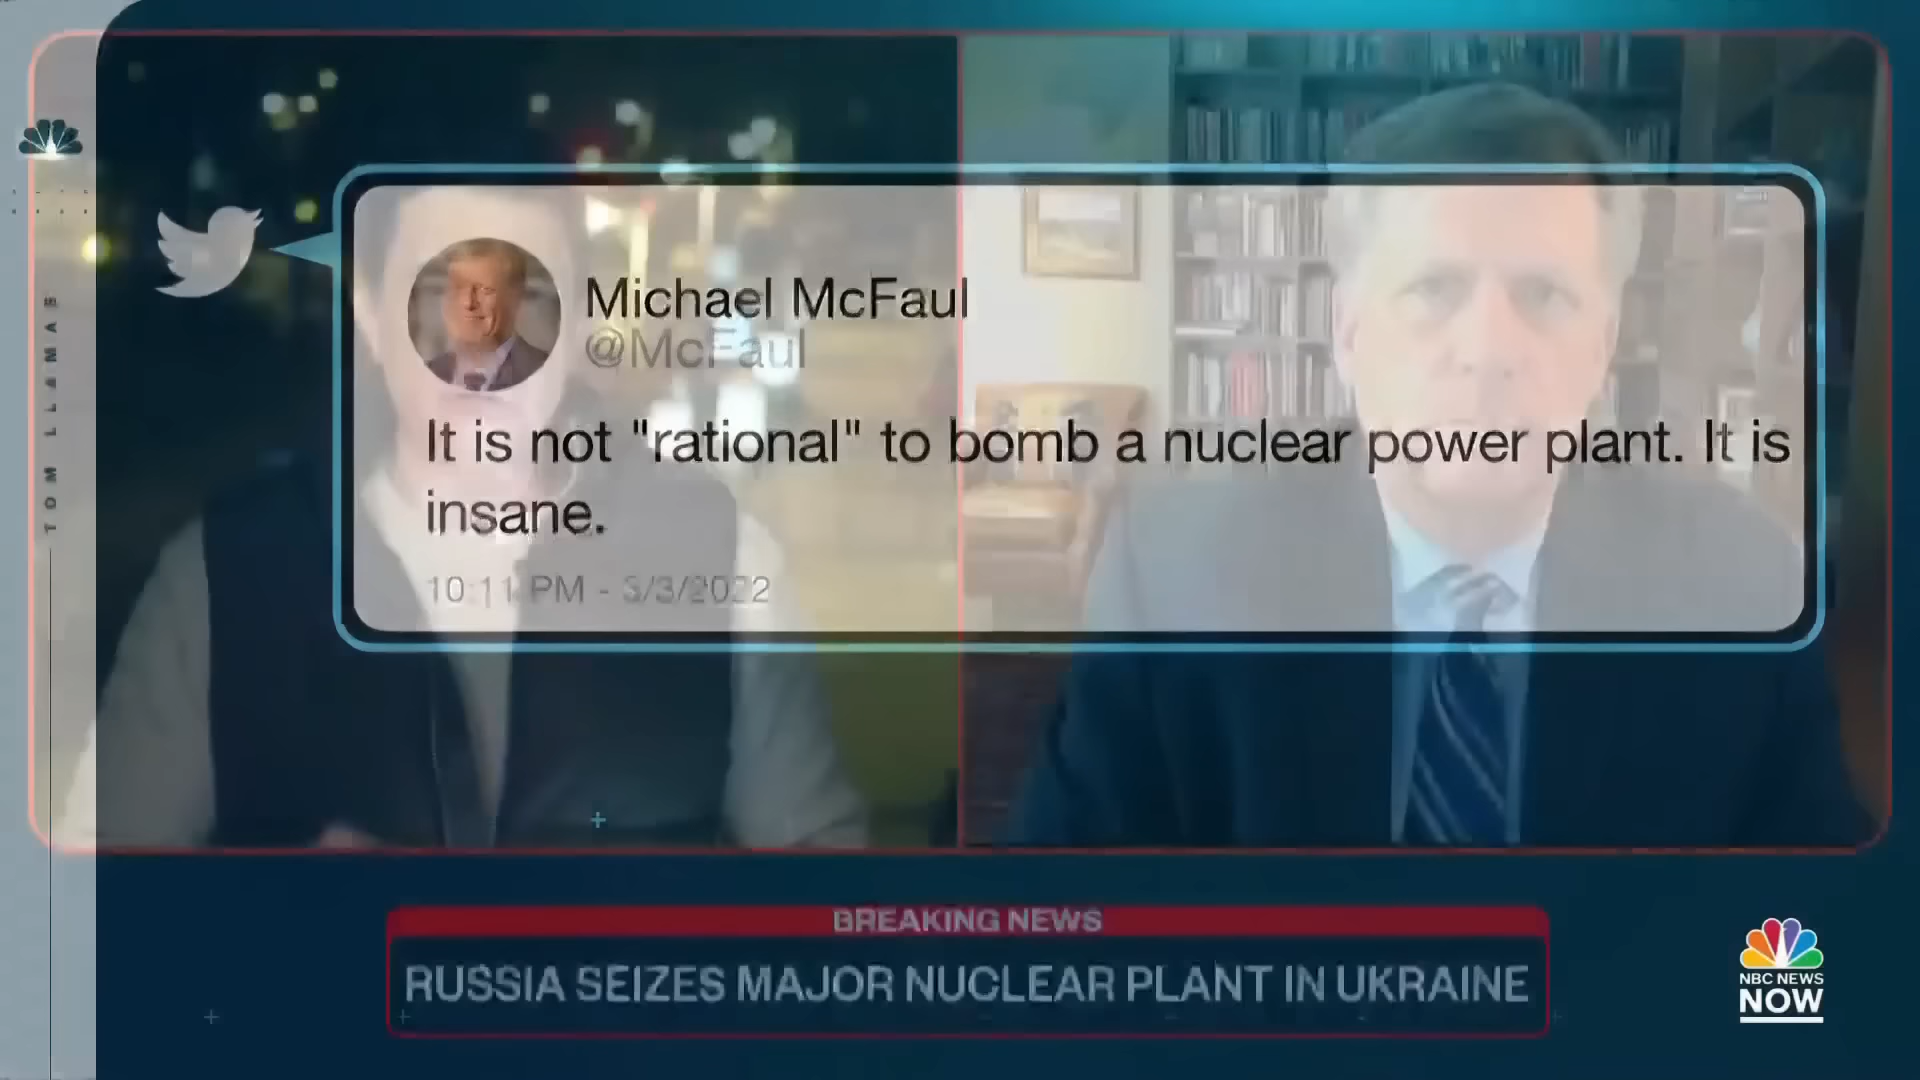 TOM LLAMAS
Michael McFaul
@McFaul
It is not "rational" to bomb a nuclear power plant. It is
insane.
10:11 PM - 3/3/2022
BREAKING NEWS
RUSSIA SEIZES MAJOR NUCLEAR PLANT IN UKRAINE
NBC NEWS
NOW